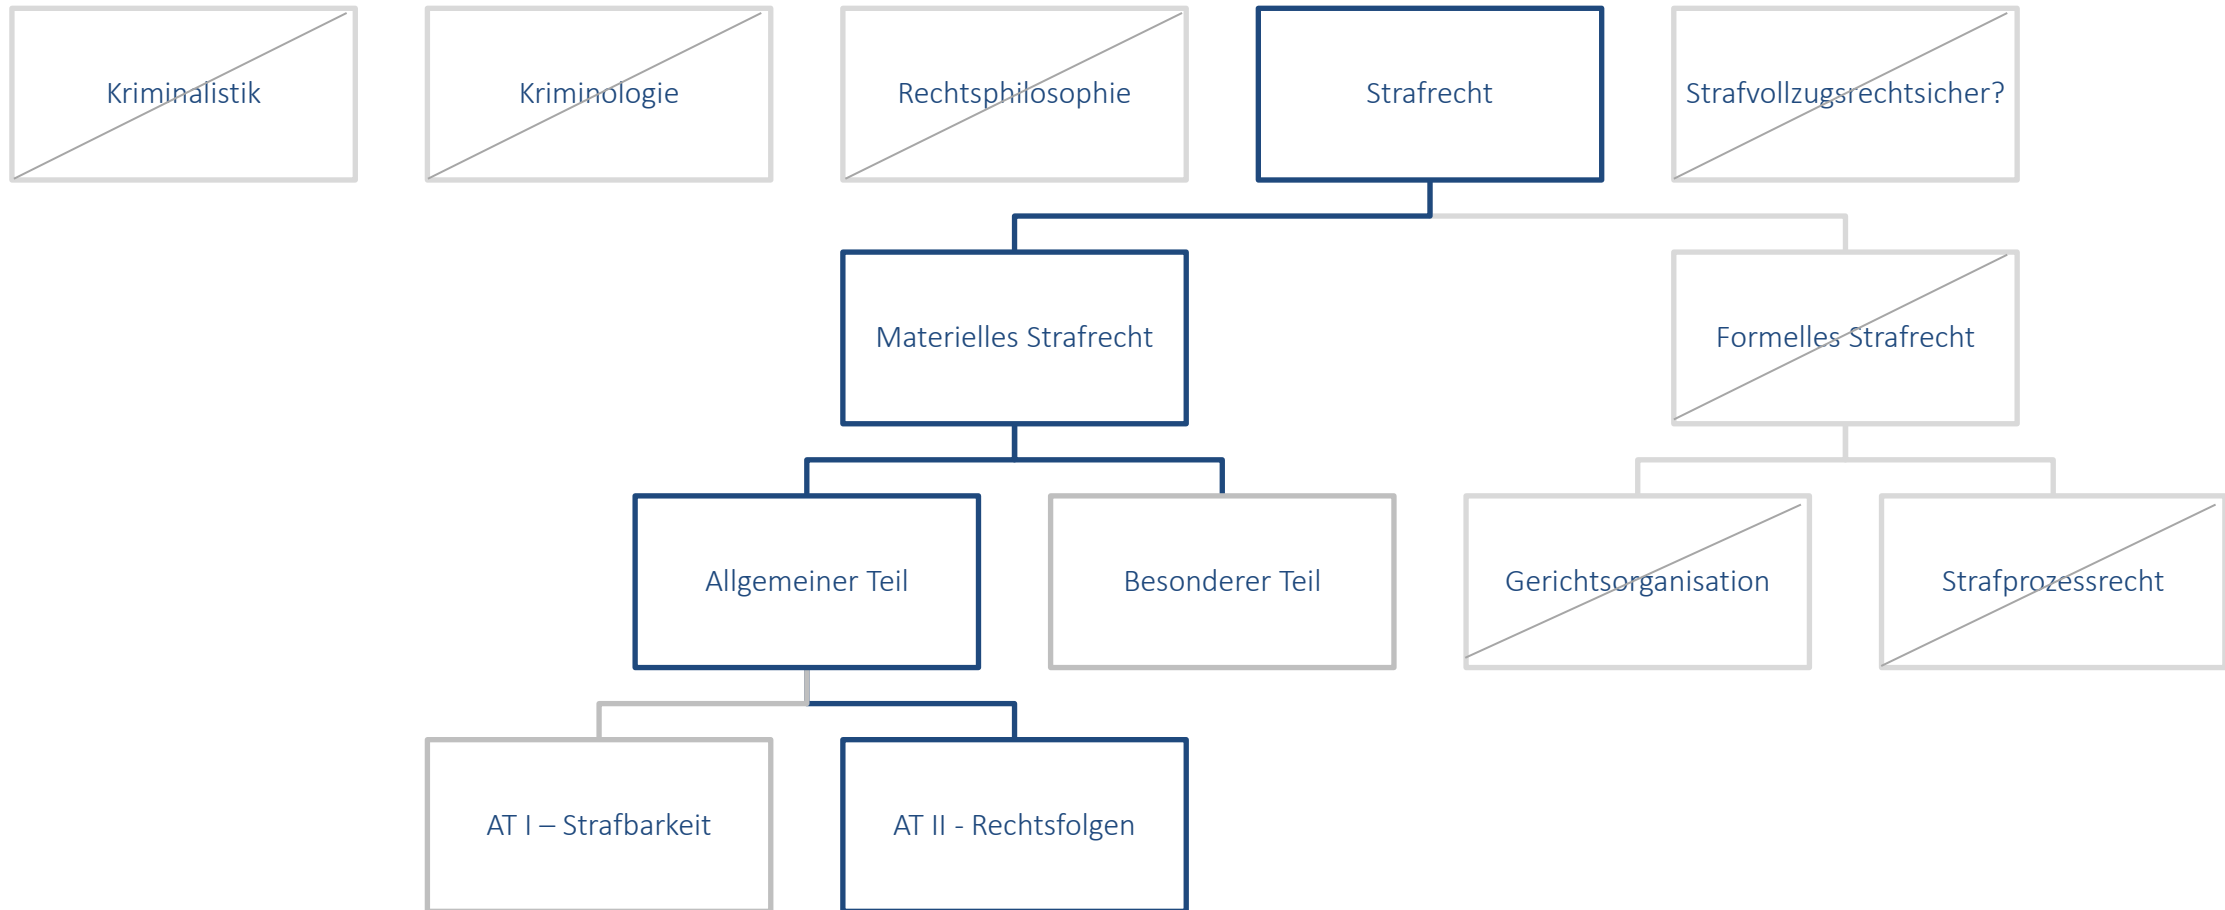 Kriminalistik
Kriminologie
Rechtsphilosophie
Strafrecht
Strafvollzugsrechtsicher?
Materielles Strafrecht
Formelles Strafrecht
Allgemeiner Teil
Besonderer Teil
Gerichtsorganisation
Strafprozessrecht
AT I – Strafbarkeit
AT II - Rechtsfolgen